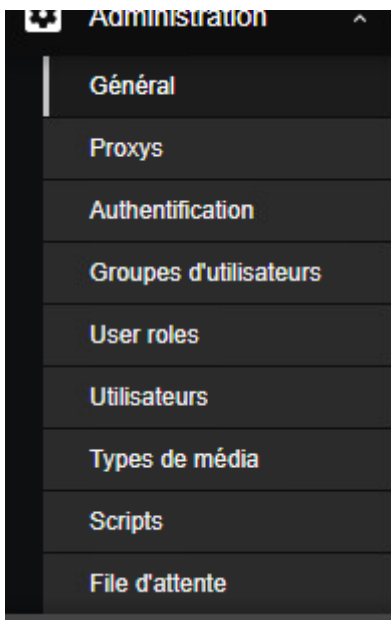 Administration
Général
Proxys
Authentification
Groupes d'utilisateurs
User roles
Utilisateurs
Types de média
Scripts
File d'attente